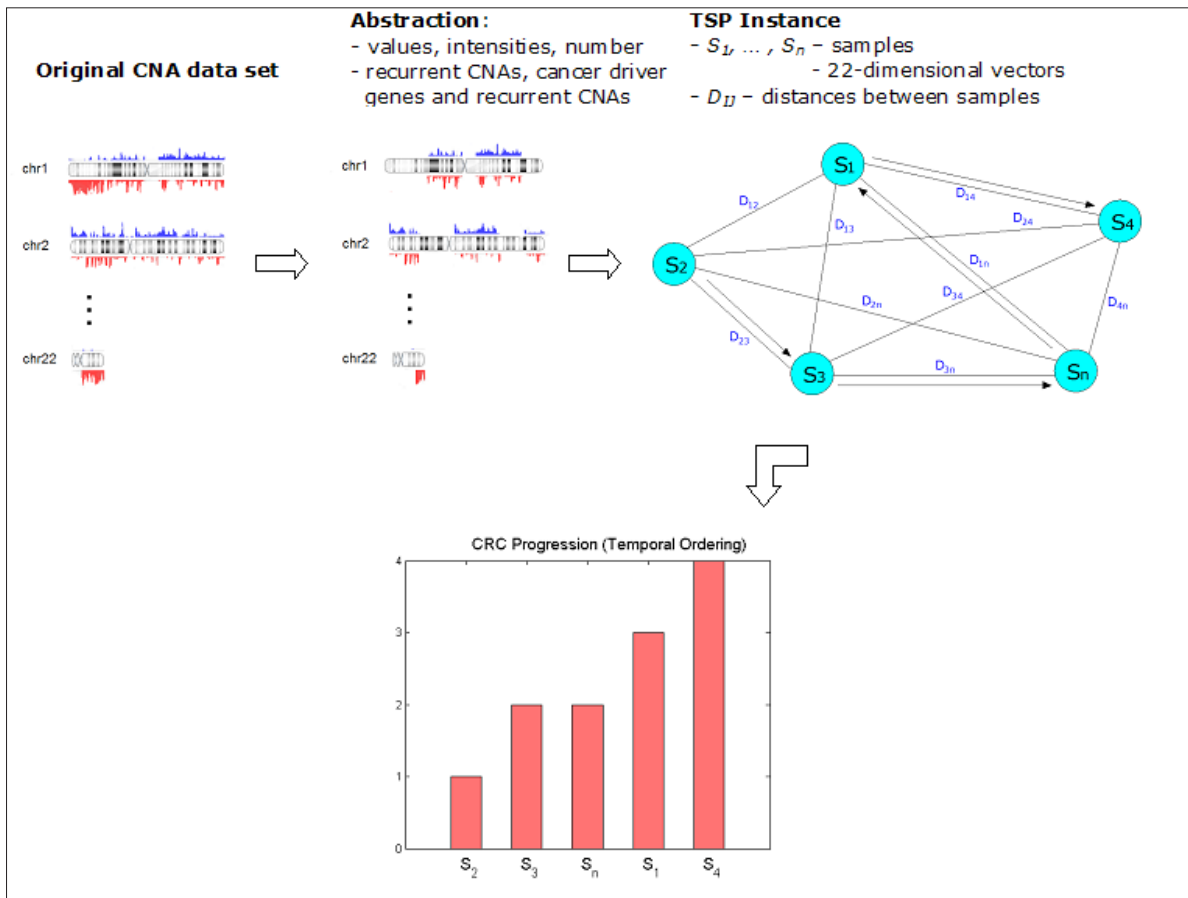 Original CNA data set
Abstraction:
- values, intensities, number
- recurrent CNAs, cancer driver
genes and recurrent CNAs
TSP Instance
- S1, ... , Sn – samples
- 22-dimensional vectors
- DIJ – distances between samples
chr1
chr2
chr22
chr1
chr2
chr22
S1
S2
S3
S4
Sn
D12
D13
D14
D24
D1n
D2n
D34
D4n
D23
D3n
CRC Progression (Temporal Ordering)
4
3
2
1
0
S2 S3 Sn S1 S4